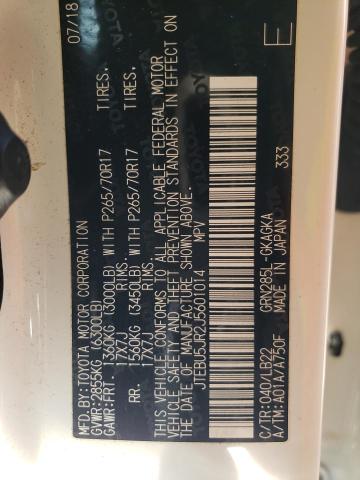 MFD.BY:TOYOTA MOTOR CORPORATION 07/18
GVWR:2855KG (6300LB)
GAWR:FRT. 1360KG (3000LB) WITH P265/70R17 TIRES.
17X7J RIMS
RR. 1560KG (3450LB) WITH P265/70R17 TIRES.
17X7J RIMS
THIS VEHICLE CONFORMS TO ALL APPLICABLE FEDERAL MOTOR
VEHICLE SAFETY AND THEFT PREVENTION STANDARDS IN EFFECT ON
THE DATE OF MANUFACTURE SHOWN ABOVE.
JTEBU5JR2J5601014 MPV
C/TR:040/LB22 GRN285L-GKAGKA
A/TM:A01A/A750F MADE IN JAPAN 333
E